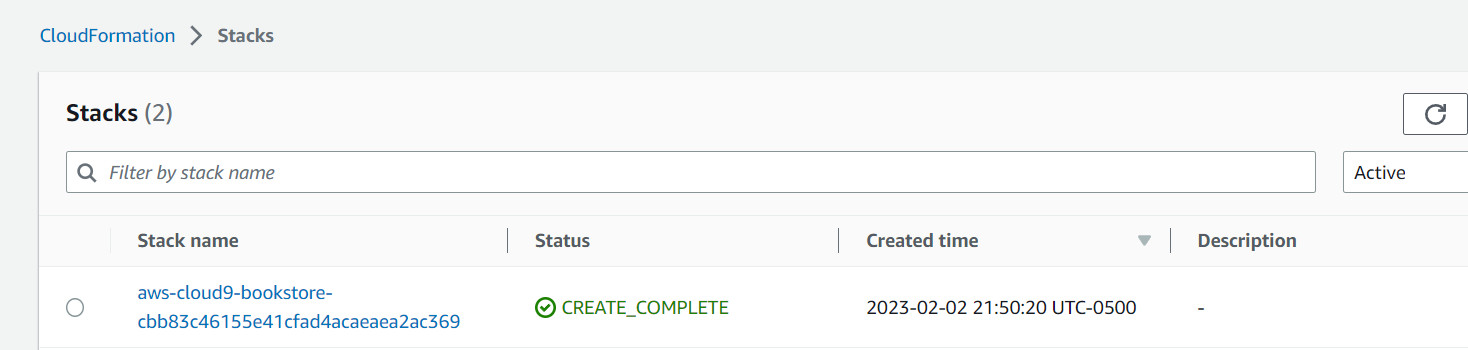 CloudFormation > Stacks
Stacks (2)
Filter by stack name
Active
Stack name Status Created time Description
aws-cloud9-bookstore-
cbb83c46155e41cfad4acaeaea2ac369
CREATE_COMPLETE
2023-02-02 21:50:20 UTC-0500
-